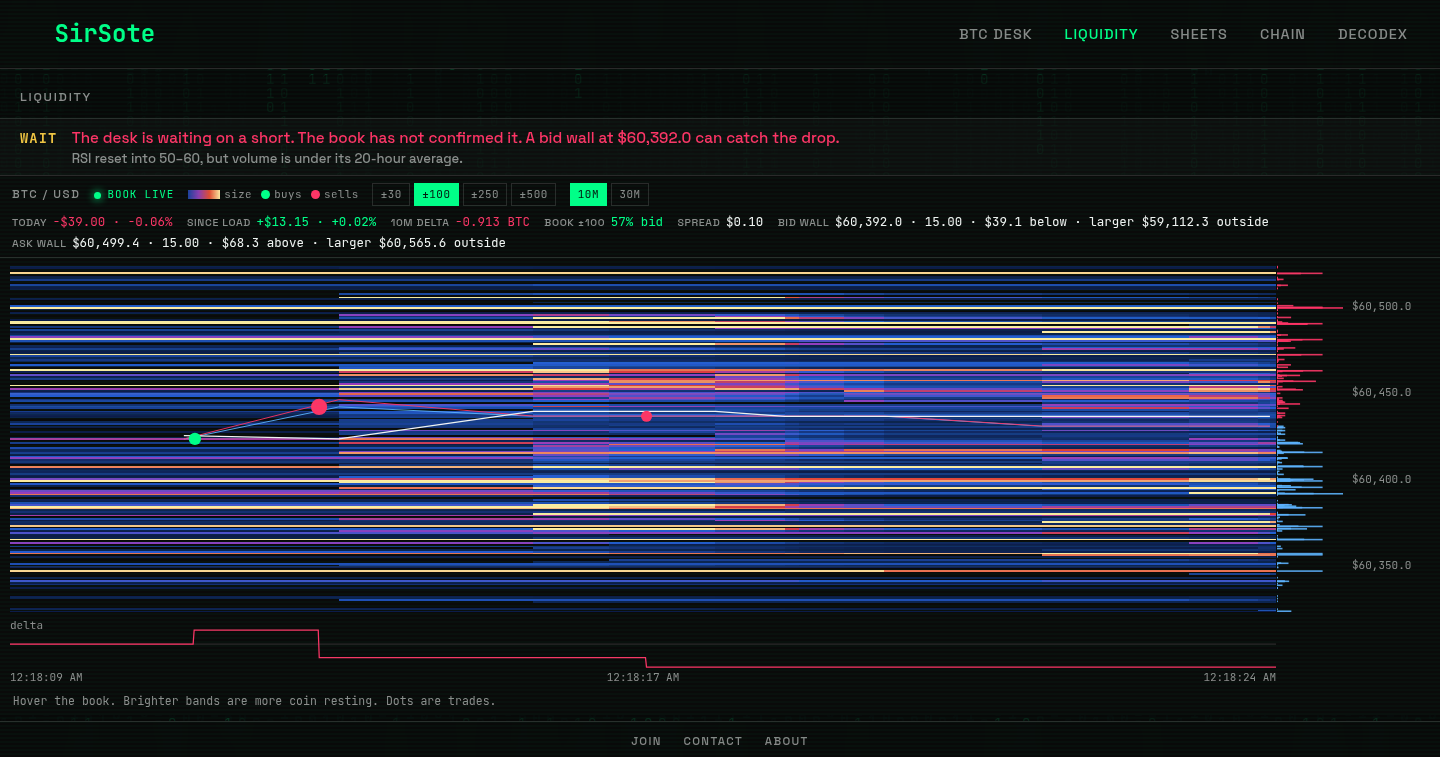 SirSote
BTC DESK LIQUIDITY SHEETS CHAIN DECODEX
LIQUIDITY
WAIT The desk is waiting on a short. The book has not confirmed it. A bid wall at $60,392.0 can catch the drop.
RSI reset into 50–60, but volume is under its 20-hour average.
BTC / USD BOOK LIVE size buys sells ±30 ±100 ±250 ±500 10M 30M
TODAY -$39.00 · -0.06% SINCE LOAD +$13.15 · +0.02% 10M DELTA -0.913 BTC BOOK ±100 57% bid SPREAD $0.10 BID WALL $60,392.0 · 15.00 · $39.1 below · larger $59,112.3 outside
ASK WALL $60,499.4 · 15.00 · $68.3 above · larger $60,565.6 outside
$60,500.0
$60,450.0
$60,400.0
$60,350.0
delta
12:18:09 AM 12:18:17 AM 12:18:24 AM
Hover the book. Brighter bands are more coin resting. Dots are trades.
JOIN CONTACT ABOUT